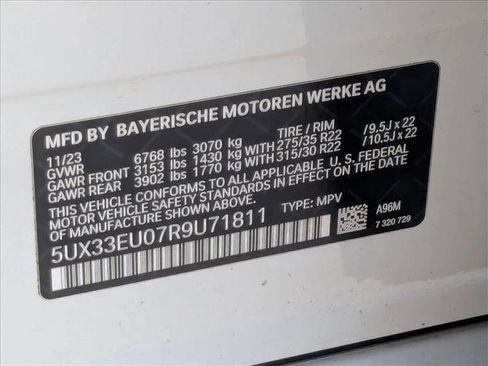 MFD BY BAYERISCHE MOTOREN WERKE AG
11/23 TIRE / RIM
GVWR 6768 lbs 3070 kg
GAWR FRONT 3153 lbs 1430 kg 275/35 R22 / 9.5J x 22
GAWR REAR 3902 lbs 1770 kg 315/30 R22 / 10.5J x 22
THIS VEHICLE CONFORMS TO ALL APPLICABLE U.S. FEDERAL
MOTOR VEHICLE SAFETY STANDARDS IN EFFECT ON THE DATE
OF MANUFACTURE SHOWN ABOVE.
5UX33EU07R9U71811 TYPE: MPV
A96M
7 320 729